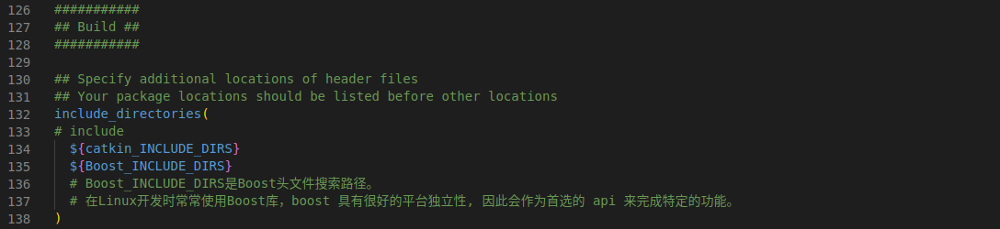 126 ###########
127 ## Build ##
128 ###########
129
130 ## Specify additional locations of header files
131 ## Your package locations should be listed before other locations
132 include_directories(
133 # include
134 ${catkin_INCLUDE_DIRS}
135 ${Boost_INCLUDE_DIRS}
136 # Boost_INCLUDE_DIRS是Boost头文件搜索路径。
137 # 在Linux开发时常常使用Boost库，boost 具有很好的平台独立性, 因此会作为首选的 api 来完成特定的功能。
138 )